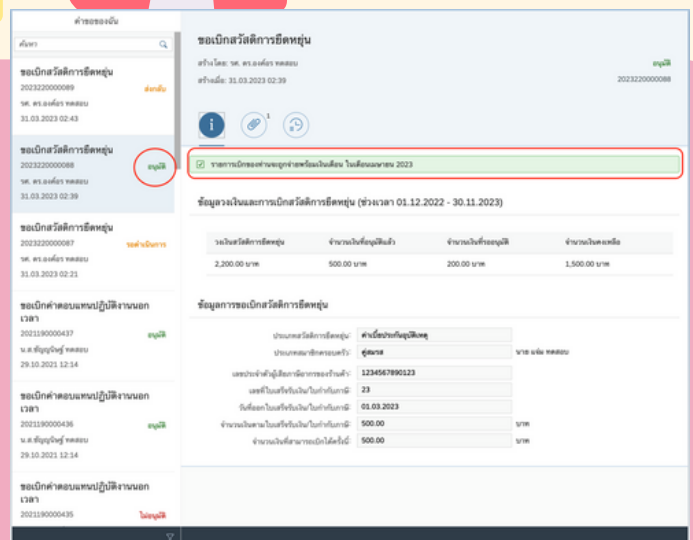 คำขอของฉัน
ค้นหา
ขอเบิกสวัสดิการยืดหยุ่น
2023220000089 ส่งกลับ
รศ. ดร.องค์อร ทดสอบ
31.03.2023 02:43
ขอเบิกสวัสดิการยืดหยุ่น
2023220000088 อนุมัติ
รศ. ดร.องค์อร ทดสอบ
31.03.2023 02:39
ขอเบิกสวัสดิการยืดหยุ่น
2023220000087 รอดำเนินการ
รศ. ดร.องค์อร ทดสอบ
31.03.2023 02:21
ขอเบิกค่าตอบแทนปฏิบัติงานนอก
เวลา
2021190000437 อนุมัติ
น.ส. ทดสอบ
29.10.2021 12:14
ขอเบิกค่าตอบแทนปฏิบัติงานนอก
เวลา
2021190000436 อนุมัติ
น.ส. ทดสอบ
29.10.2021 12:14
ขอเบิกค่าตอบแทนปฏิบัติงานนอก
เวลา
2021190000435 ไม่อนุมัติ
ขอเบิกสวัสดิการยืดหยุ่น
สร้างโดย: รศ. ดร.องค์อร ทดสอบ อนุมัติ
สร้างเมื่อ: 31.03.2023 02:39 2023220000088
1
รายการเบิกของท่านจะถูกจ่ายพร้อมเงินเดือน ในเดือนเมษายน 2023
ข้อมูลวงเงินและการเบิกสวัสดิการยืดหยุ่น (ช่วงเวลา 01.12.2022 - 30.11.2023)
วงเงินสวัสดิการยืดหยุ่น จำนวนเงินที่อนุมัติแล้ว จำนวนเงินที่รออนุมัติ จำนวนเงินคงเหลือ
2,200.00 บาท 500.00 บาท 200.00 บาท 1,500.00 บาท
ข้อมูลการขอเบิกสวัสดิการยืดหยุ่น
ประเภทสวัสดิการยืดหยุ่น: ค่าเบี้ยประกันอุบัติเหตุ
ประเภทสมาชิกครอบครัว: คู่สมรส นาย แจ่ม ทดสอบ
เลขประจำตัวผู้เสียภาษีอากรของร้านค้า: 1234567890123
เลขที่ใบเสร็จรับเงิน/ใบกำกับภาษี: 23
วันที่ออกใบเสร็จรับเงิน/ใบกำกับภาษี: 01.03.2023
จำนวนเงินตามใบเสร็จรับเงิน/ใบกำกับภาษี: 500.00 บาท
จำนวนเงินที่สามารถเบิกได้ครั้งนี้: 500.00 บาท